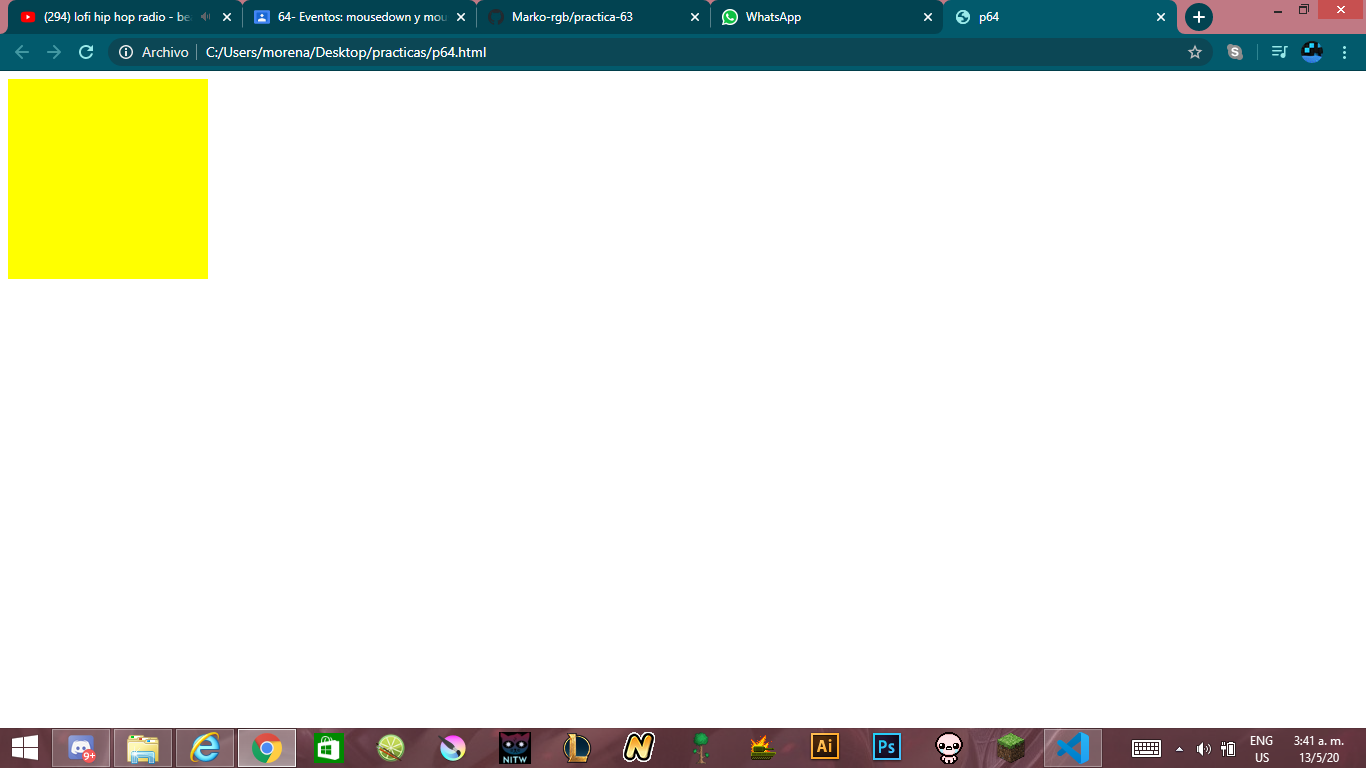 (294) lofi hip hop radio - be
64- Eventos: mousedown y mou
Marko-rgb/practica-63
WhatsApp
p64
Archivo
C:/Users/morena/Desktop/practicas/p64.html
9+
NITW
N
Ai
Ps
ENG
US
3:41 a. m.
13/5/20